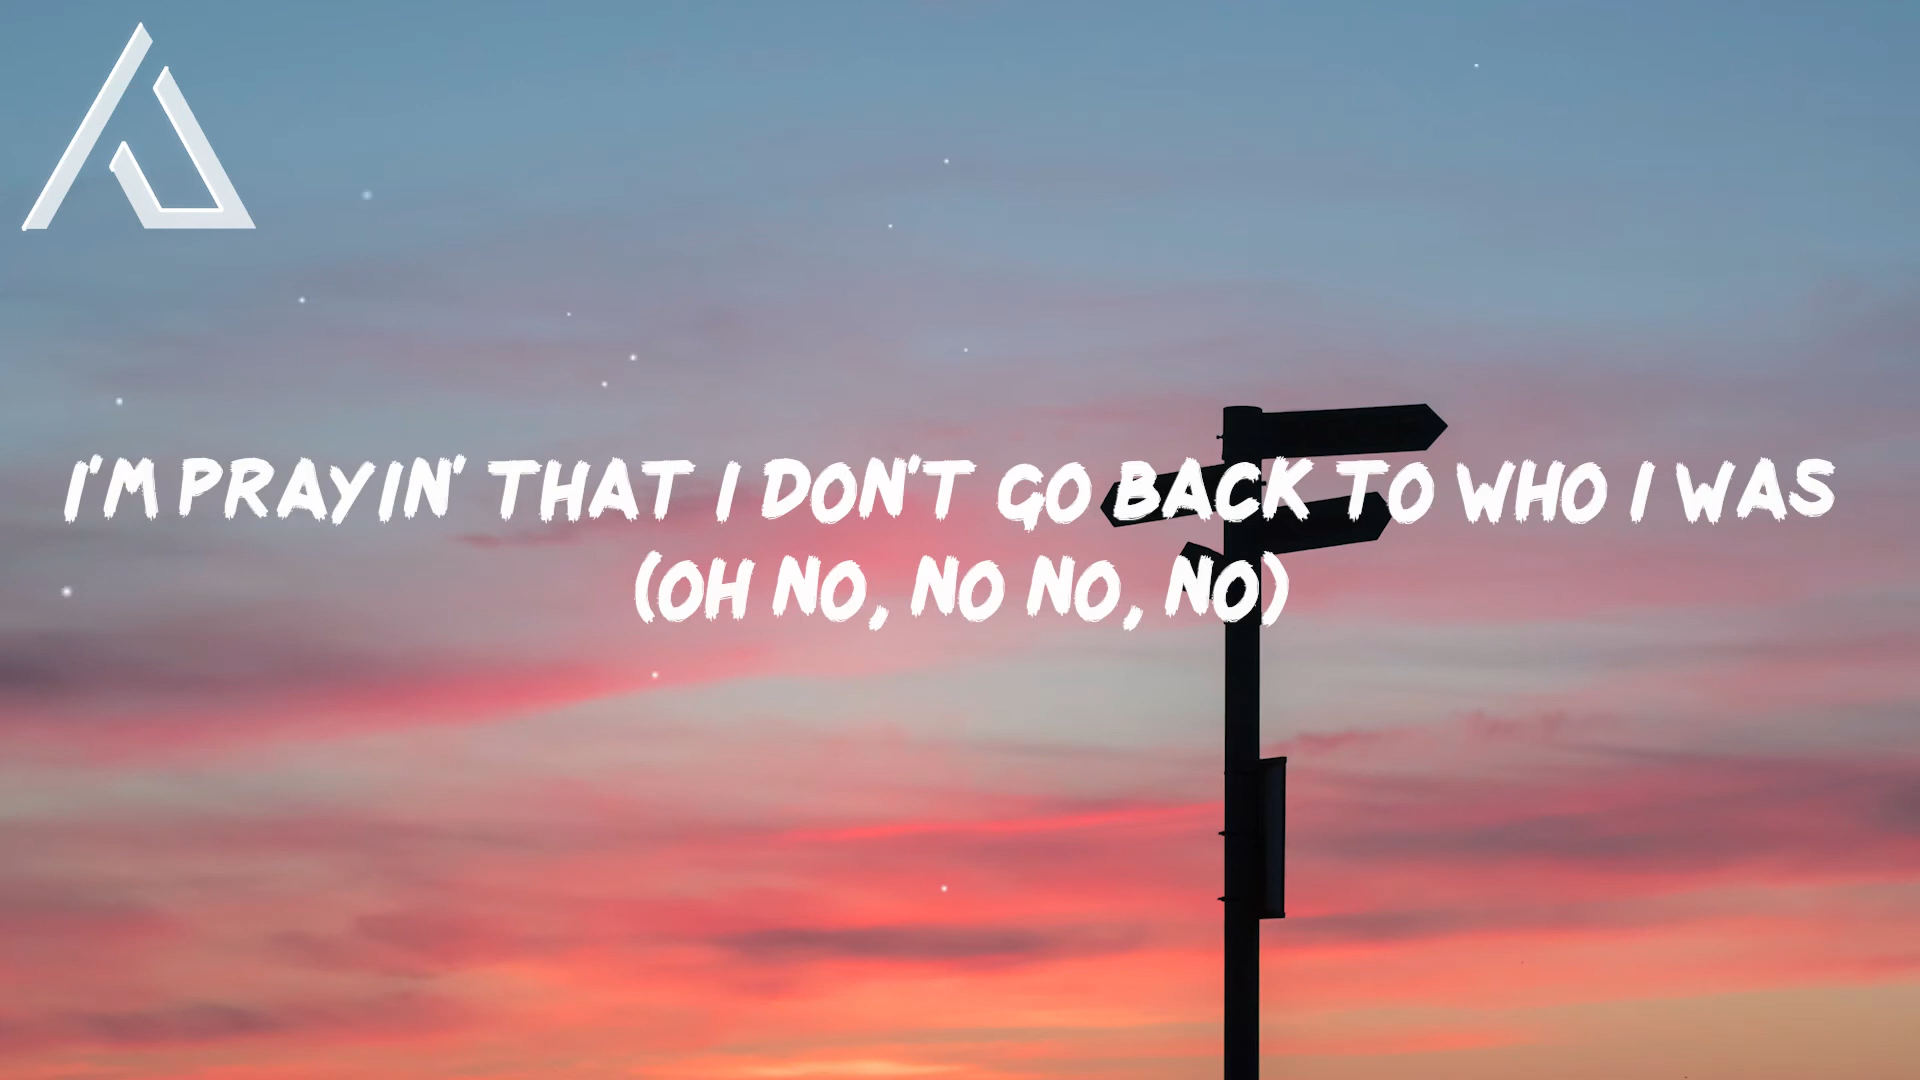 I'M PRAYIN' THAT I DON'T GO BACK TO WHO I WAS
(OH NO, NO NO, NO)